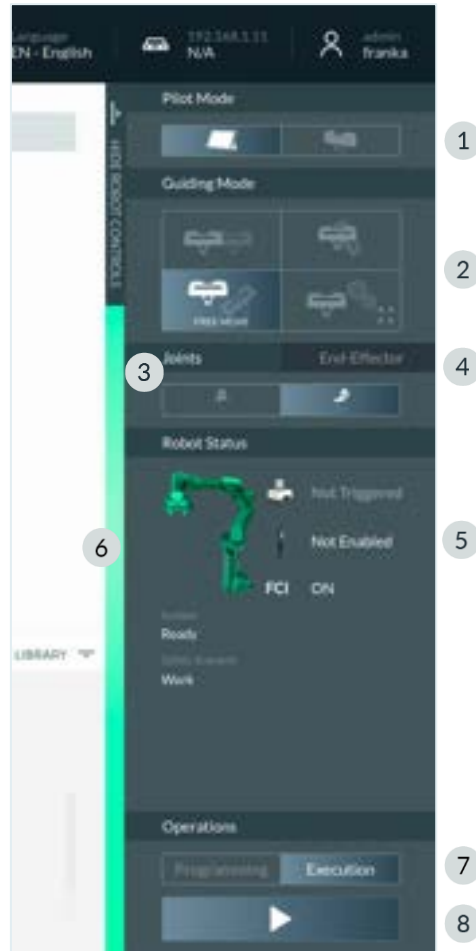 Language
EN - English
192.168.1.11
N/A
admin
franka
Pilot Mode
1
HIDE ROBOT CONTROLS
Guiding Mode
2
FREE MOVE
3
Joints
End-Effector
4
Robot Status
Not Triggered
6
Not Enabled
5
FCI ON
Ready
LIBRARY
Work
Operations
Programming
Execution
7
8